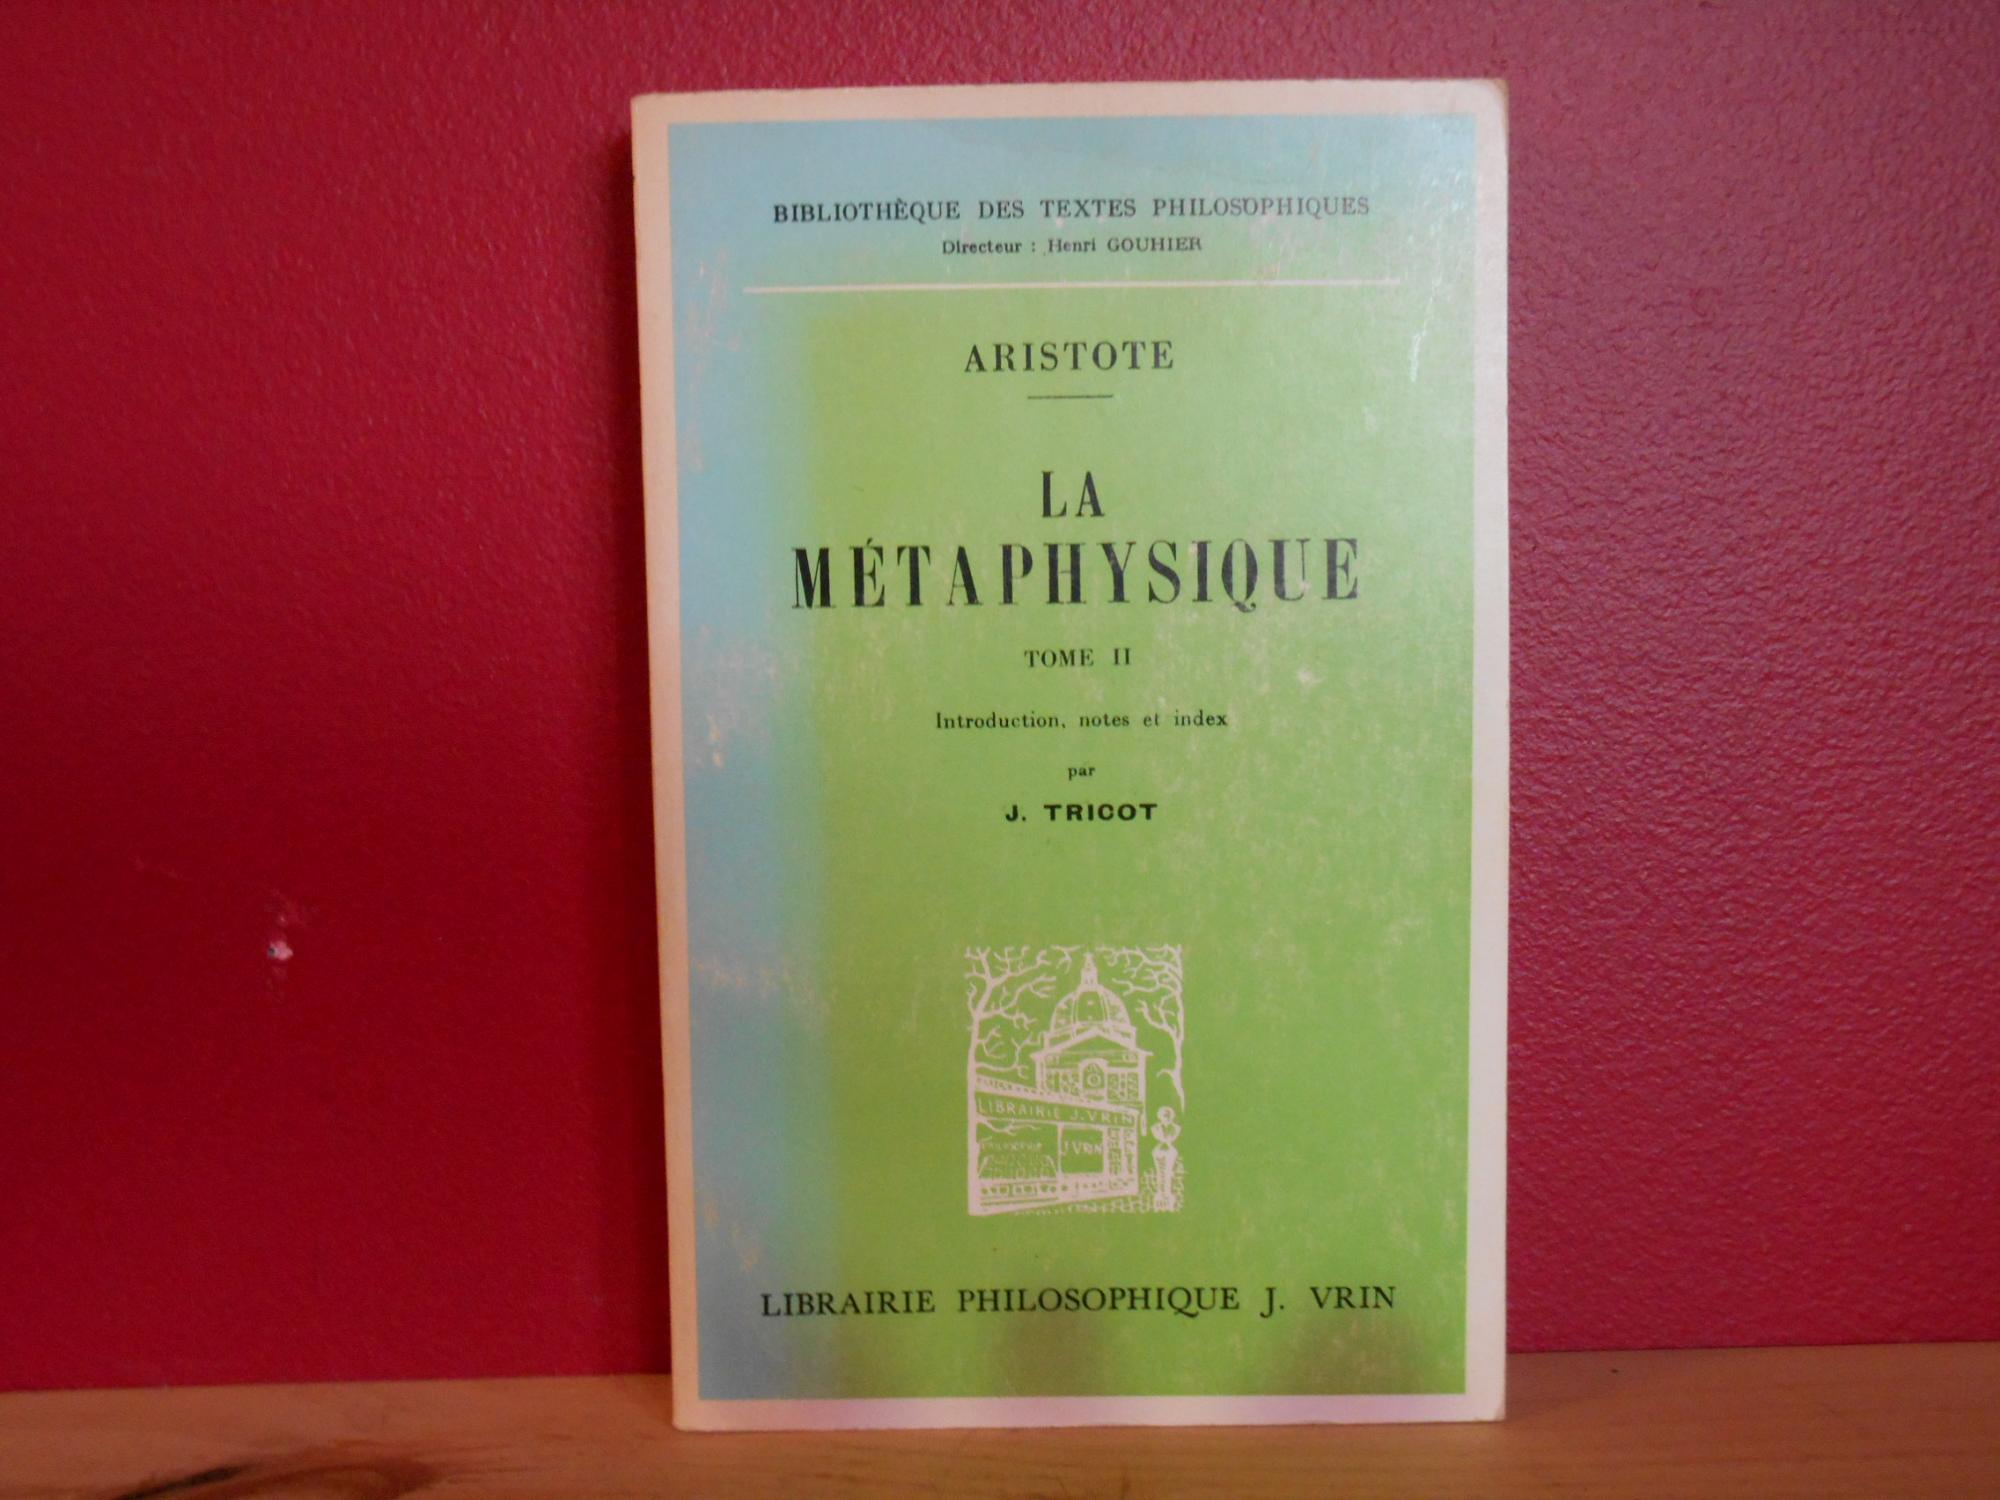 BIBLIOTHÈQUE DES TEXTES PHILOSOPHIQUES
Directeur : Henri GOUHIER
ARISTOTE
LA
MÉTAPHYSIQUE
TOME II
Introduction, notes et index
par
J. TRICOT
LIBRAIRIE J. VRIN
J. VRIN
LIBRAIRIE PHILOSOPHIQUE J. VRIN